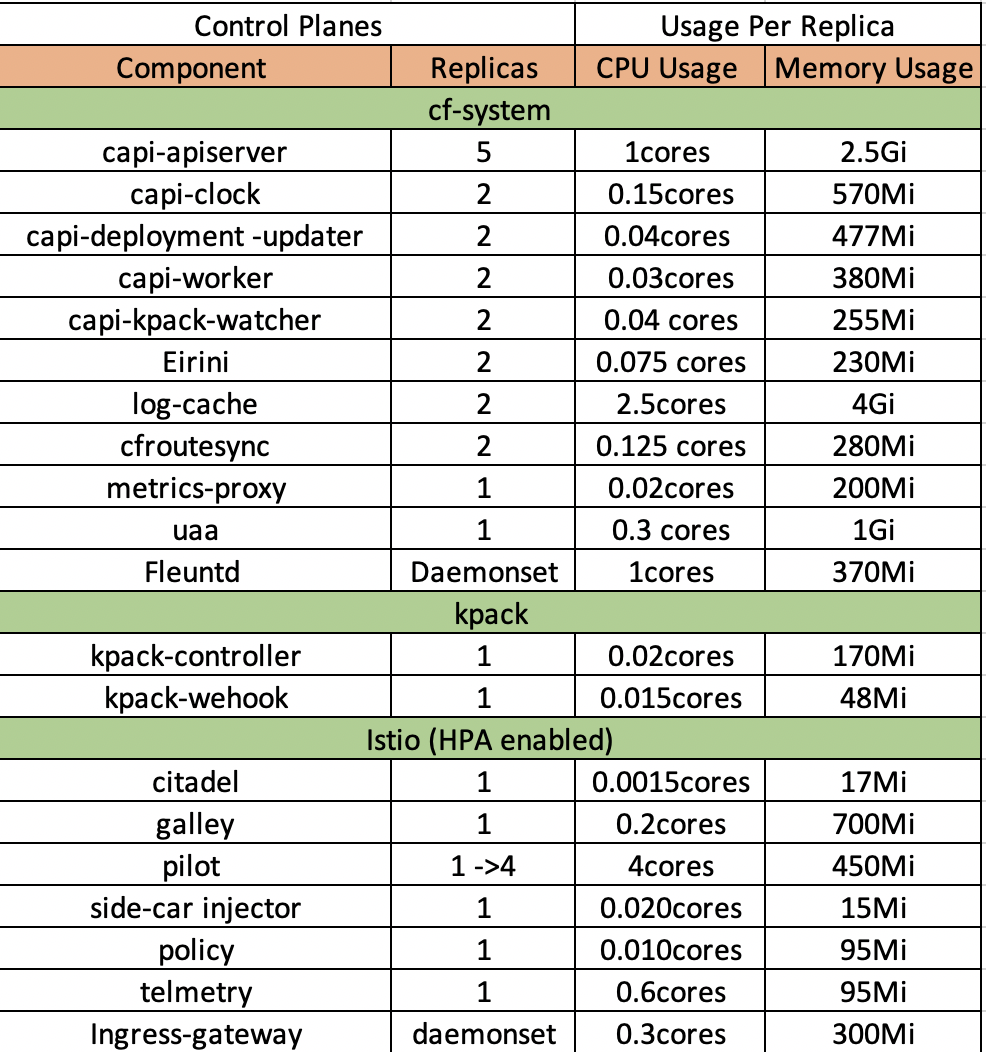 Control Planes Usage Per Replica
Component Replicas CPU Usage Memory Usage
cf-system
capi-apiserver 5 1cores 2.5Gi
capi-clock 2 0.15cores 570Mi
capi-deployment -updater 2 0.04cores 477Mi
capi-worker 2 0.03cores 380Mi
capi-kpack-watcher 2 0.04 cores 255Mi
Eirini 2 0.075 cores 230Mi
log-cache 2 2.5cores 4Gi
cfroutesync 2 0.125 cores 280Mi
metrics-proxy 1 0.02cores 200Mi
uaa 1 0.3 cores 1Gi
Fleuntd Daemonset 1cores 370Mi
kpack
kpack-controller 1 0.02cores 170Mi
kpack-wehook 1 0.015cores 48Mi
Istio (HPA enabled)
citadel 1 0.0015cores 17Mi
galley 1 0.2cores 700Mi
pilot 1 ->4 4cores 450Mi
side-car injector 1 0.020cores 15Mi
policy 1 0.010cores 95Mi
telmetry 1 0.6cores 95Mi
Ingress-gateway daemonset 0.3cores 300Mi